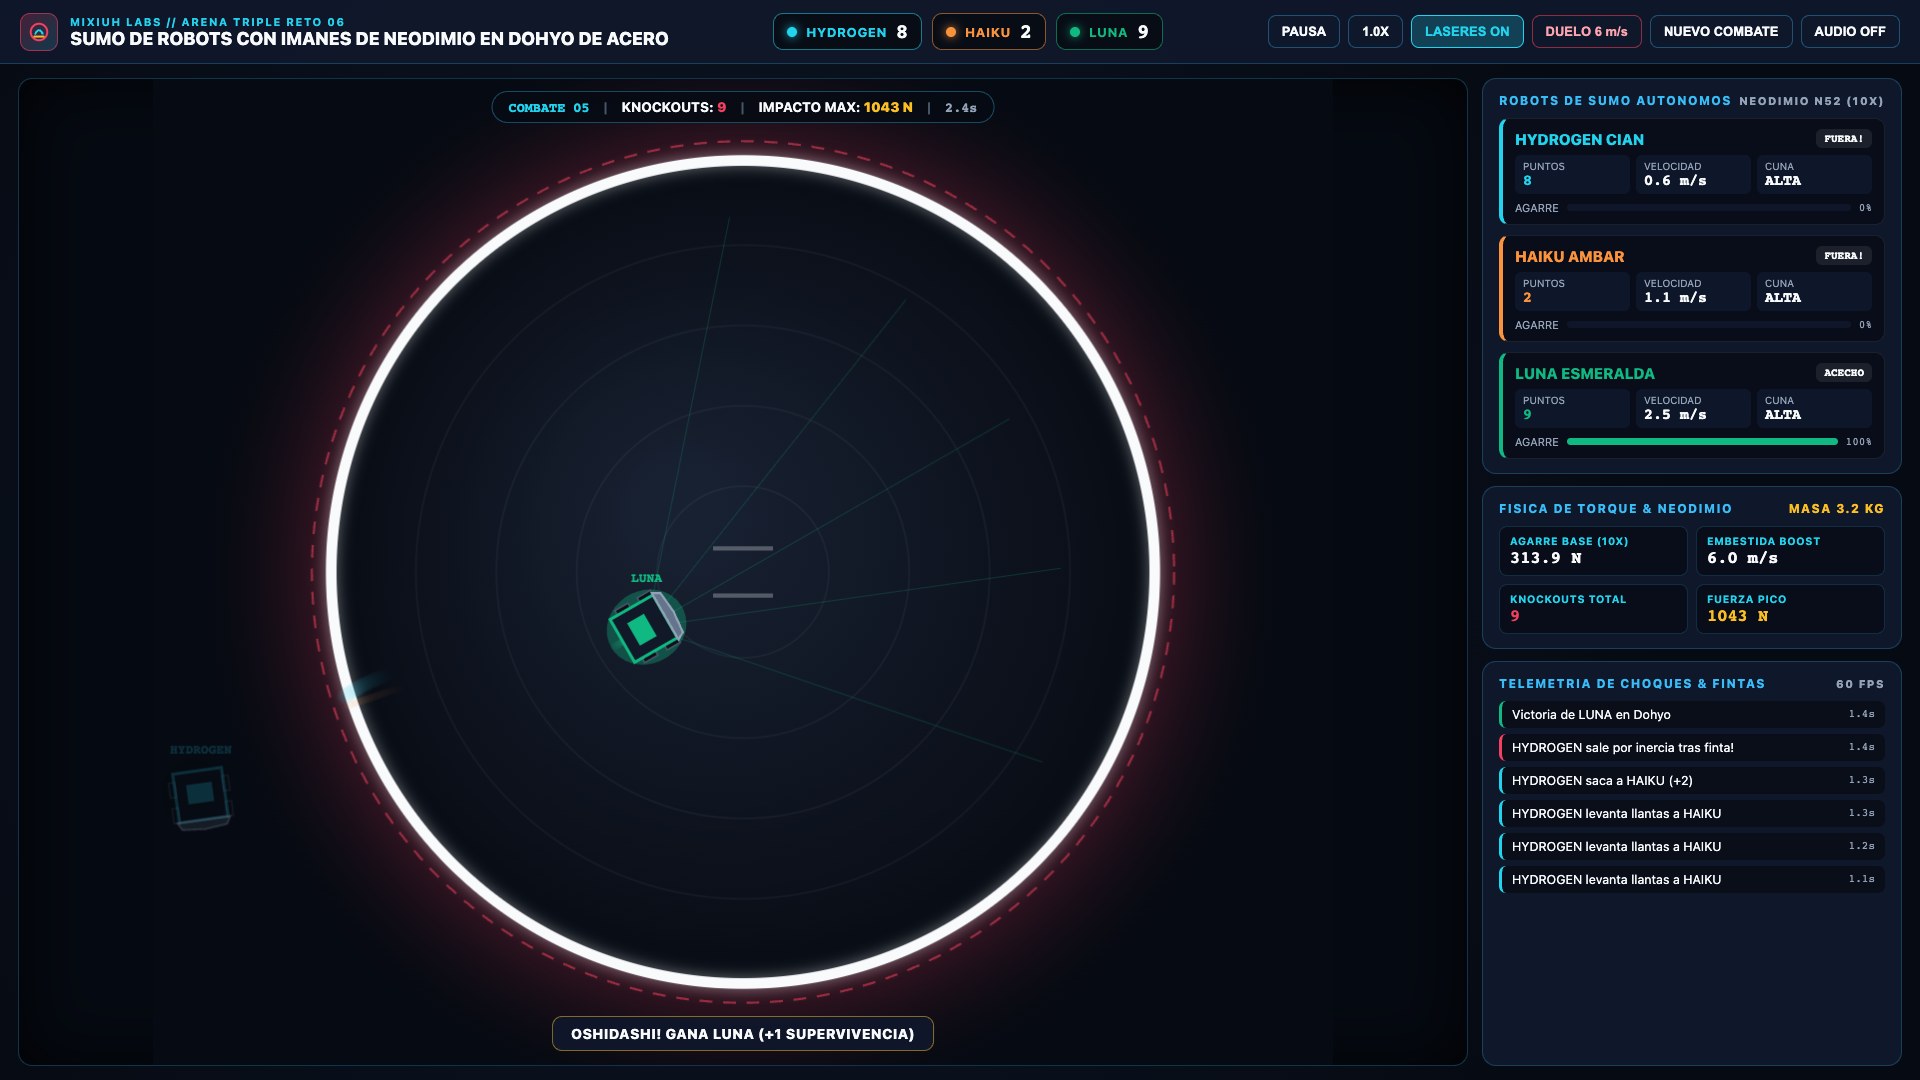 MIXIUH LABS // ARENA TRIPLE RETO 06
SUMO DE ROBOTS CON IMANES DE NEODIMIO EN DOHYO DE ACERO
HYDROGEN 8
HAIKU 2
LUNA 9
PAUSA
1.0X
LASERES ON
DUELO 6 m/s
NUEVO COMBATE
AUDIO OFF
COMBATE 05 | KNOCKOUTS: 9 | IMPACTO MAX: 1043 N | 2.4s
LUNA
HYDROGEN
OSHIDASHI! GANA LUNA (+1 SUPERVIVENCIA)
ROBOTS DE SUMO AUTONOMOS NEODIMIO N52 (10X)
HYDROGEN CIAN FUERA!
PUNTOS VELOCIDAD CUNA
8 0.6 m/s ALTA
AGARRE 0%
HAIKU AMBAR FUERA!
PUNTOS VELOCIDAD CUNA
2 1.1 m/s ALTA
AGARRE 0%
LUNA ESMERALDA ACECHO
PUNTOS VELOCIDAD CUNA
9 2.5 m/s ALTA
AGARRE 100%
FISICA DE TORQUE & NEODIMIO MASA 3.2 KG
AGARRE BASE (10X) EMBESTIDA BOOST
313.9 N 6.0 m/s
KNOCKOUTS TOTAL FUERZA PICO
9 1043 N
TELEMETRIA DE CHOQUES & FINTAS 60 FPS
Victoria de LUNA en Dohyo 1.4s
HYDROGEN sale por inercia tras finta! 1.4s
HYDROGEN saca a HAIKU (+2) 1.3s
HYDROGEN levanta llantas a HAIKU 1.3s
HYDROGEN levanta llantas a HAIKU 1.2s
HYDROGEN levanta llantas a HAIKU 1.1s